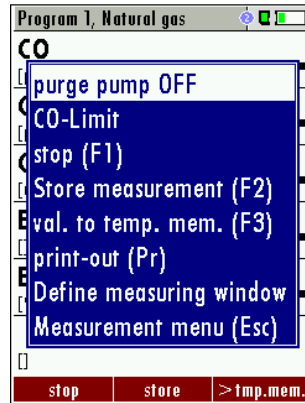 Program 1, Natural gas
CO
purge pump OFF
CO-Limit
stop (F1)
Store measurement (F2)
val. to temp. mem. (F3)
print-out (Pr)
Define measuring window
Measurement menu (Esc)
[]
stop store >tmp.mem.